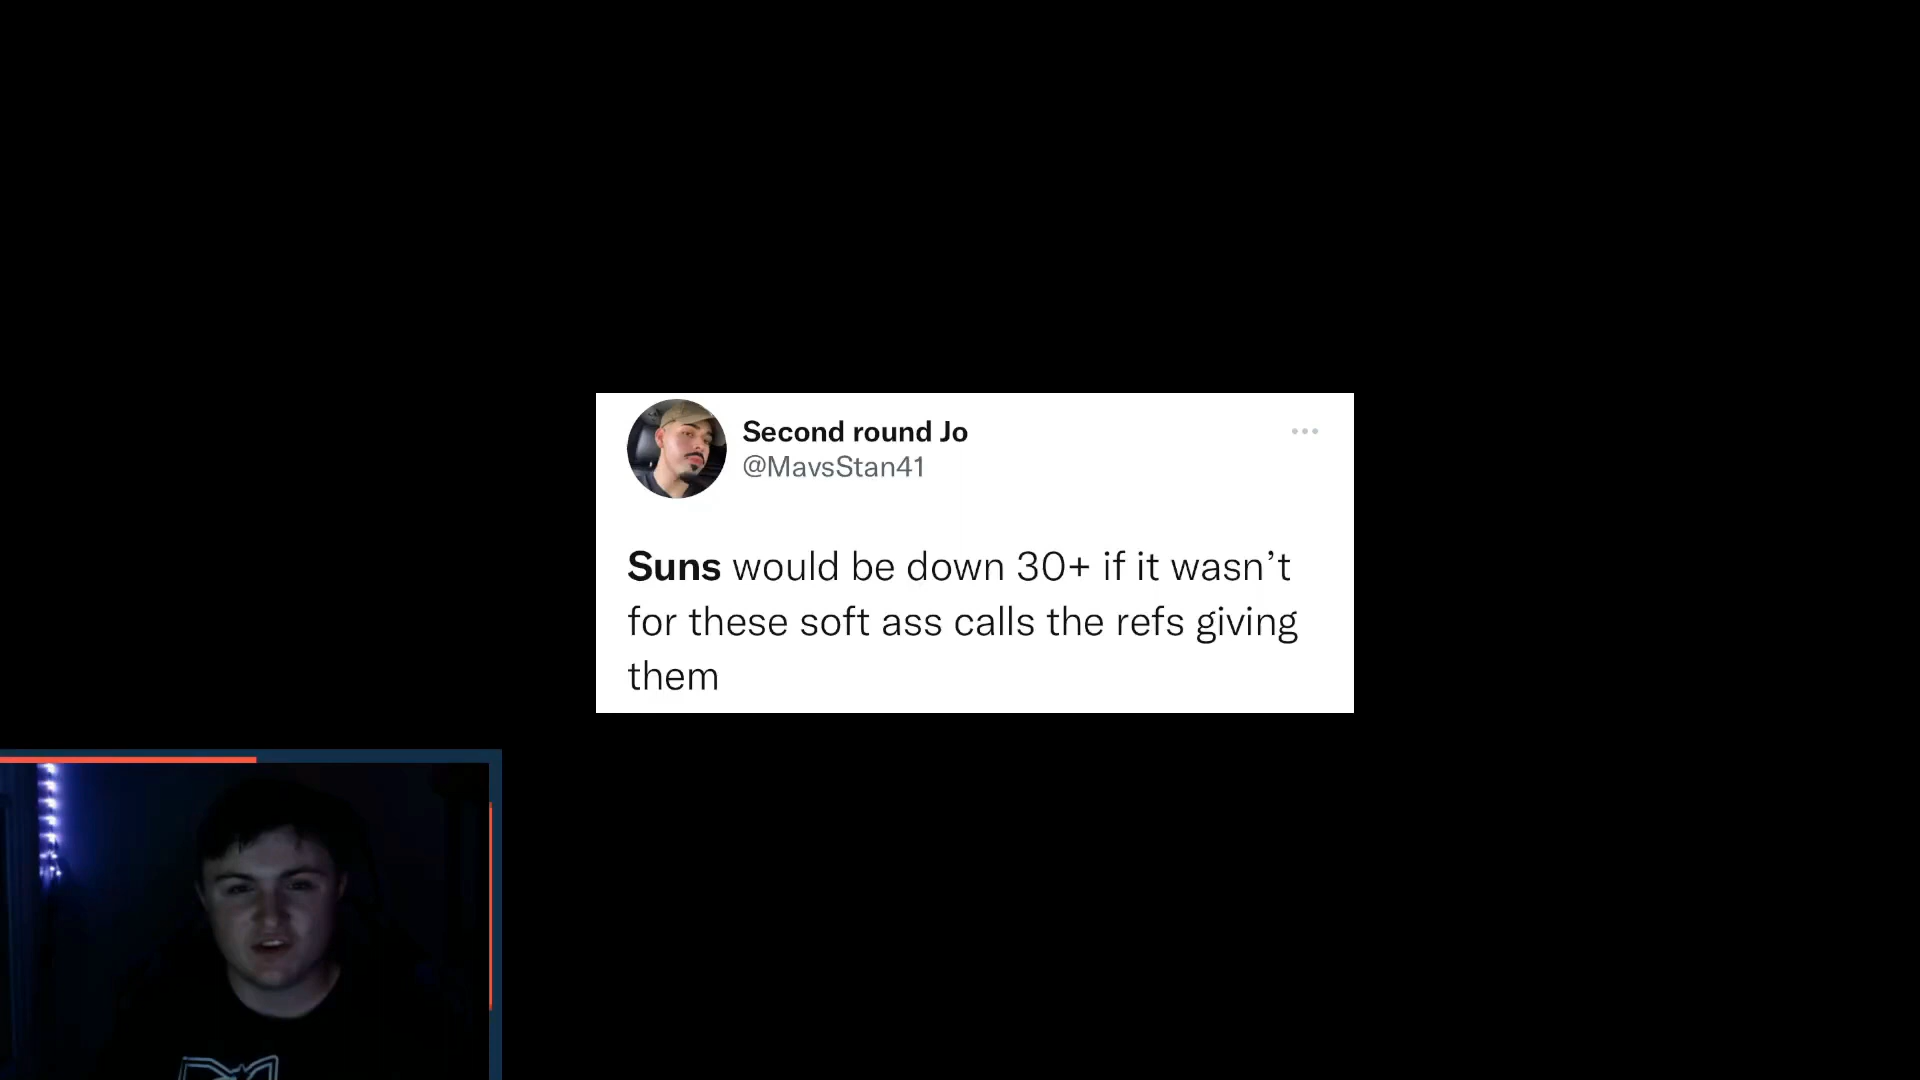 Second round Jo
@MavsStan41
Suns would be down 30+ if it wasn’t
for these soft ass calls the refs giving
them